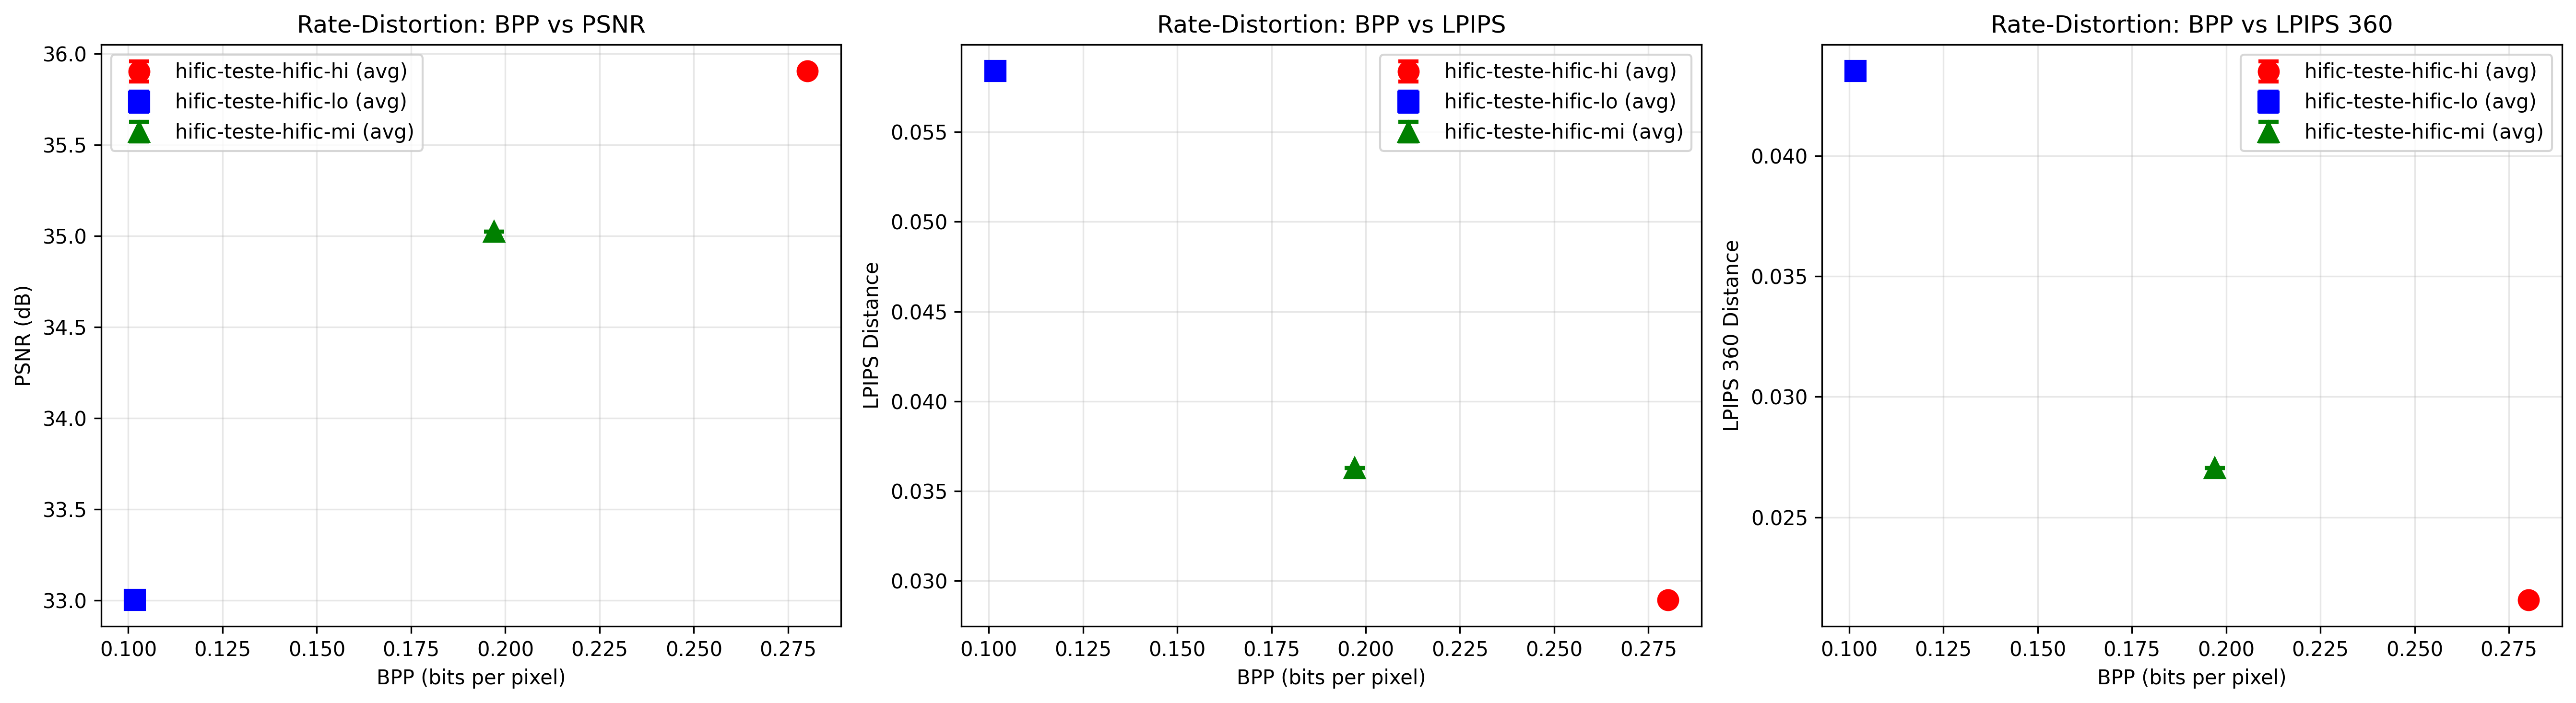 Rate-Distortion: BPP vs PSNR
36.0
35.5
35.0
34.5
34.0
33.5
33.0
PSNR (dB)
hific-teste-hific-hi (avg)
hific-teste-hific-lo (avg)
hific-teste-hific-mi (avg)
0.100 0.125 0.150 0.175 0.200 0.225 0.250 0.275
BPP (bits per pixel)
Rate-Distortion: BPP vs LPIPS
0.055
0.050
0.045
0.040
0.035
0.030
LPIPS Distance
hific-teste-hific-hi (avg)
hific-teste-hific-lo (avg)
hific-teste-hific-mi (avg)
0.100 0.125 0.150 0.175 0.200 0.225 0.250 0.275
BPP (bits per pixel)
Rate-Distortion: BPP vs LPIPS 360
0.040
0.035
0.030
0.025
LPIPS 360 Distance
hific-teste-hific-hi (avg)
hific-teste-hific-lo (avg)
hific-teste-hific-mi (avg)
0.100 0.125 0.150 0.175 0.200 0.225 0.250 0.275
BPP (bits per pixel)